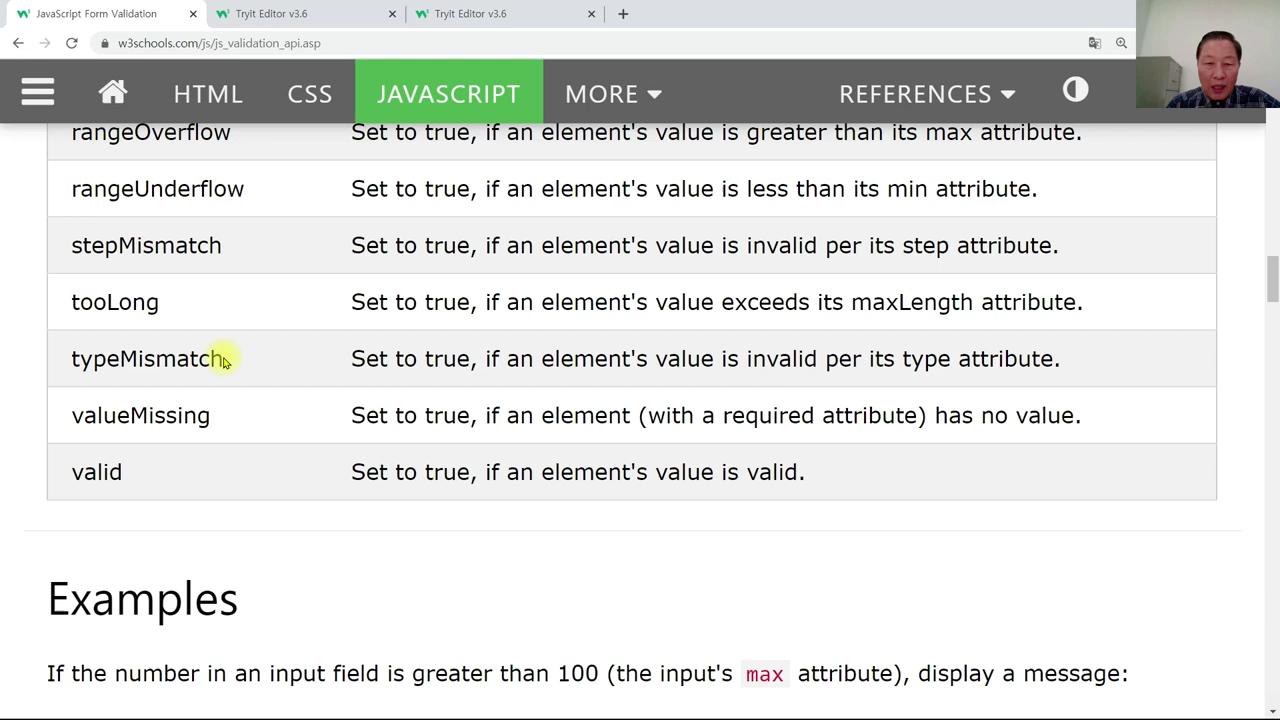 JavaScript Form Validation
Tryit Editor v3.6
Tryit Editor v3.6
w3schools.com/js/js_validation_api.asp
HTML CSS JAVASCRIPT MORE REFERENCES
rangeOverflow Set to true, if an element's value is greater than its max attribute.
rangeUnderflow Set to true, if an element's value is less than its min attribute.
stepMismatch Set to true, if an element's value is invalid per its step attribute.
tooLong Set to true, if an element's value exceeds its maxLength attribute.
typeMismatch Set to true, if an element's value is invalid per its type attribute.
valueMissing Set to true, if an element (with a required attribute) has no value.
valid Set to true, if an element's value is valid.
Examples
If the number in an input field is greater than 100 (the input's max attribute), display a message: